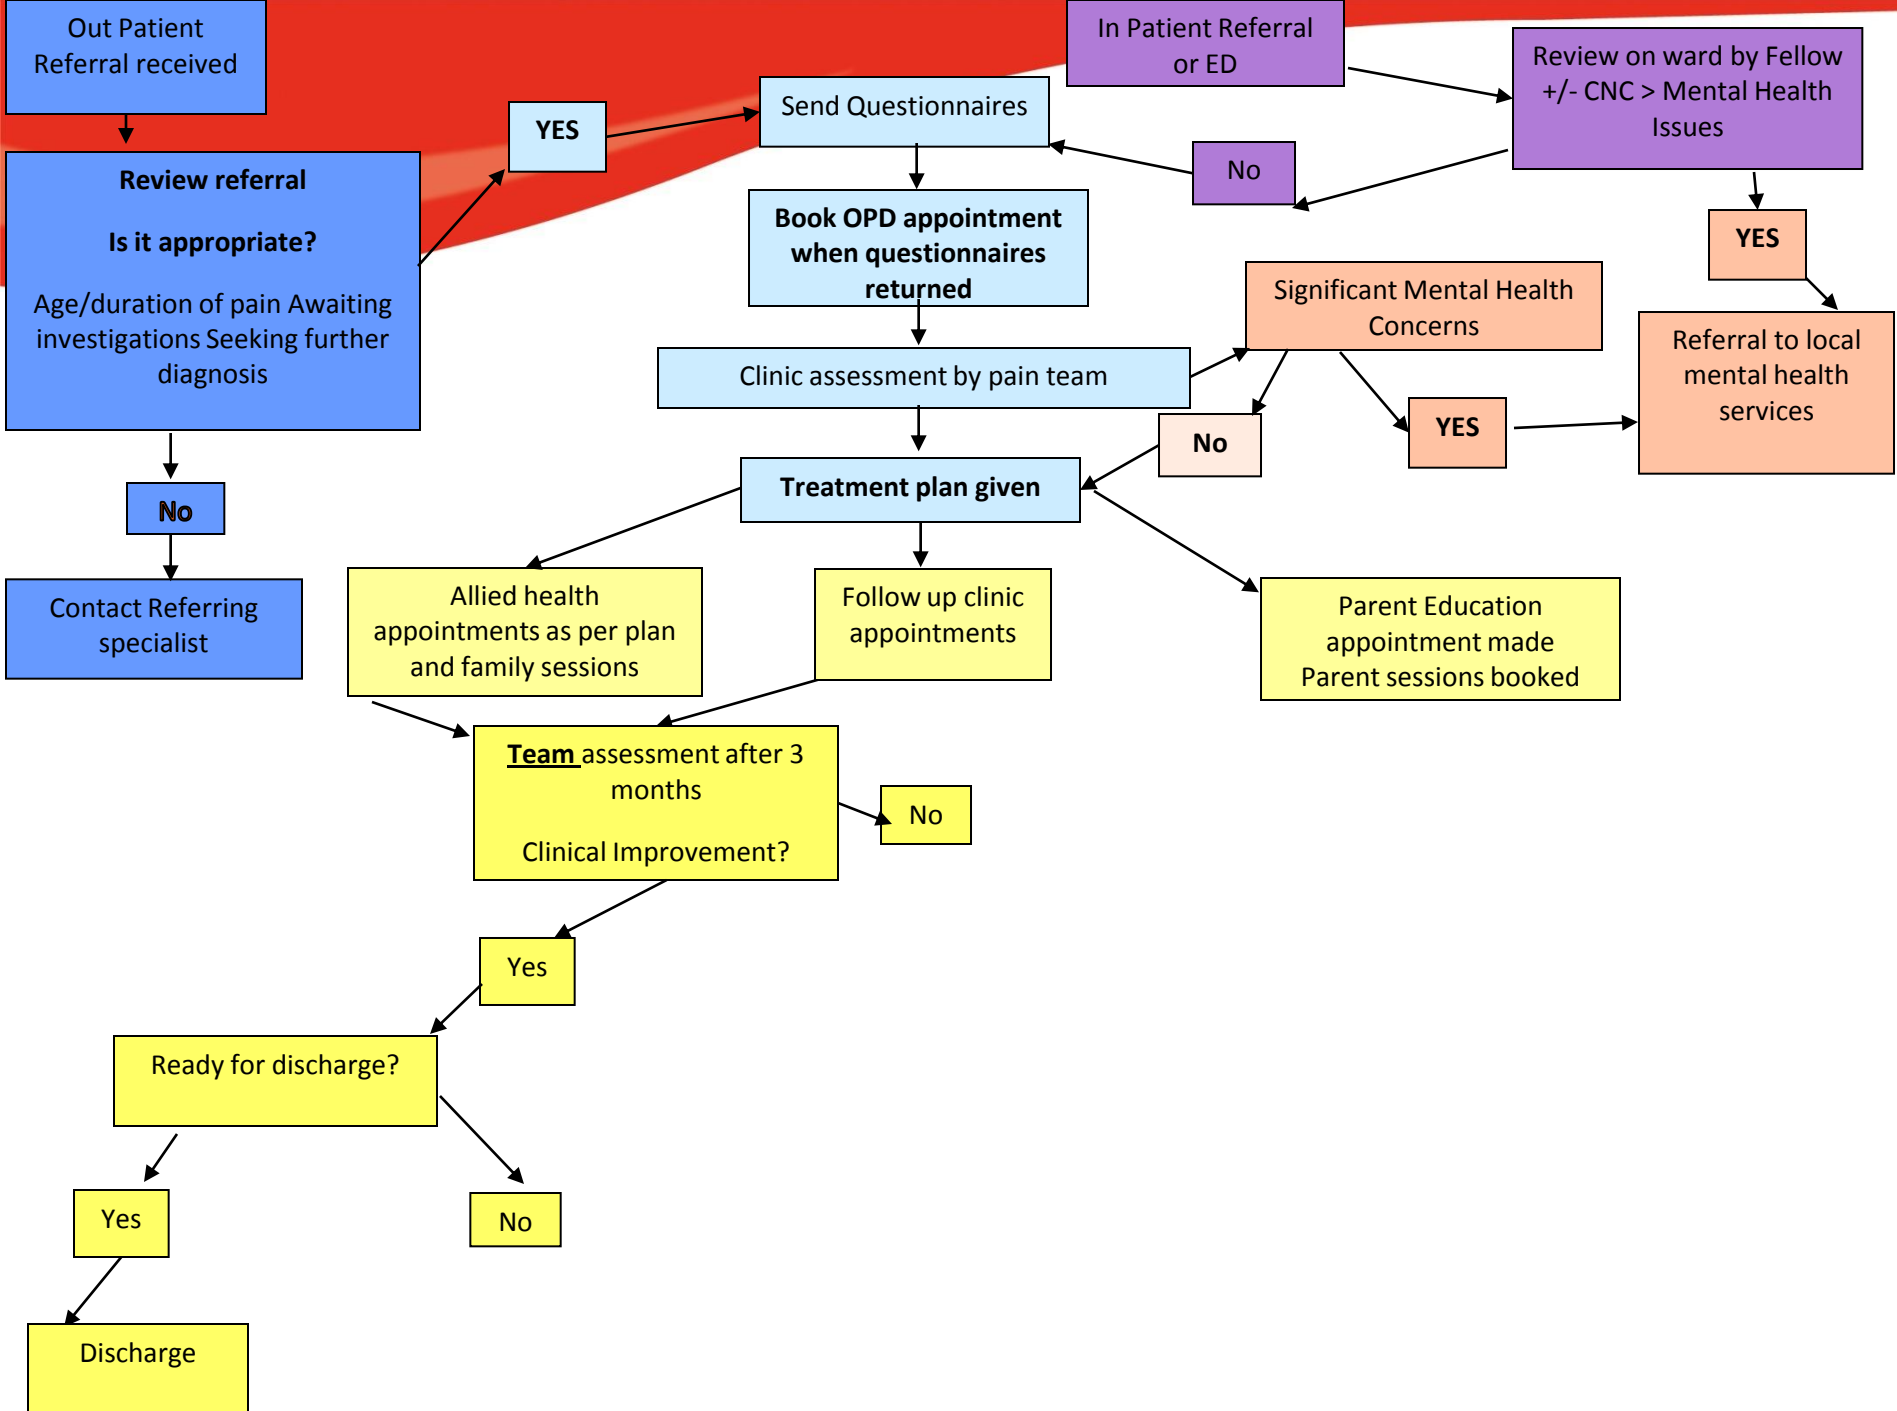 Out Patient
Referral received
In Patient Referral
or ED
Review on ward by Fellow
+/- CNC > Mental Health
Issues
Send Questionnaires
YES
No
Review referral
Is it appropriate?
Age/duration of pain Awaiting
investigations Seeking further
diagnosis
Book OPD appointment
when questionnaires
returned
YES
Significant Mental Health
Concerns
Referral to local
mental health
services
Clinic assessment by pain team
No
YES
Treatment plan given
No
Contact Referring
specialist
Allied health
appointments as per plan
and family sessions
Follow up clinic
appointments
Parent Education
appointment made
Parent sessions booked
Team assessment after 3
months
Clinical Improvement?
No
Yes
Ready for discharge?
Yes
No
Discharge